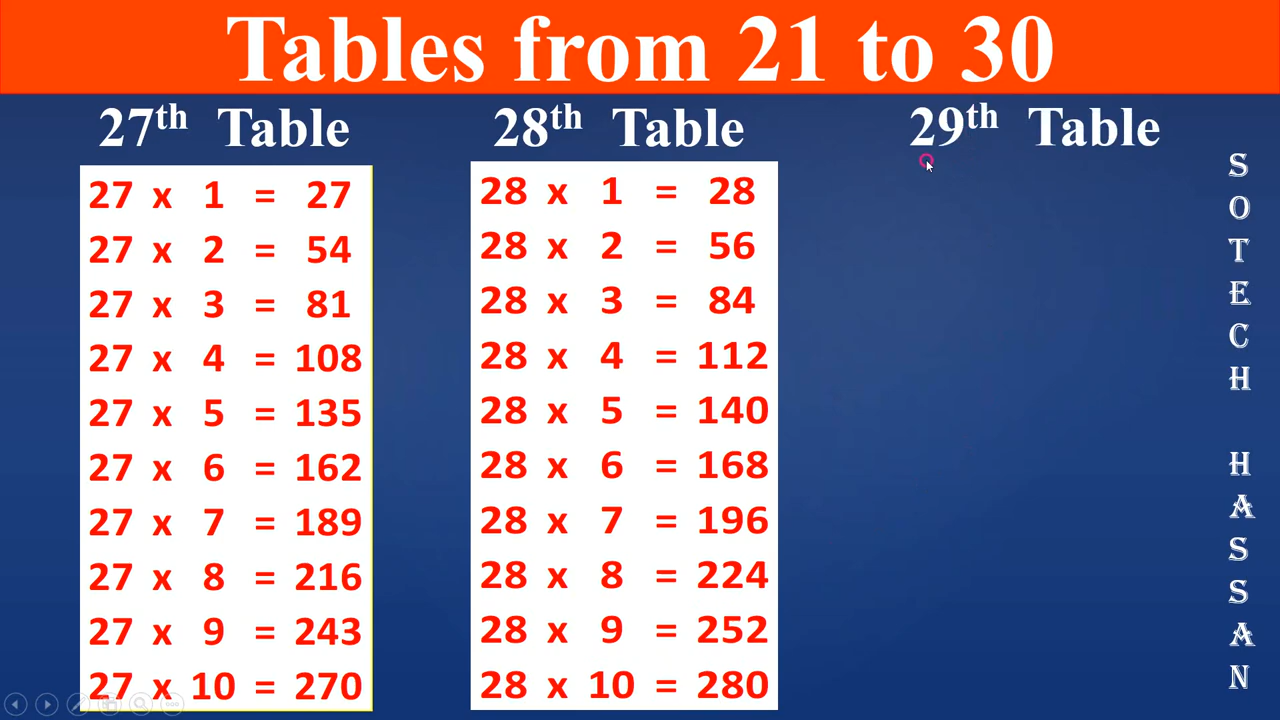 Tables from 21 to 30
27th Table
27 x 1 = 27
27 x 2 = 54
27 x 3 = 81
27 x 4 = 108
27 x 5 = 135
27 x 6 = 162
27 x 7 = 189
27 x 8 = 216
27 x 9 = 243
27 x 10 = 270
28th Table
28 x 1 = 28
28 x 2 = 56
28 x 3 = 84
28 x 4 = 112
28 x 5 = 140
28 x 6 = 168
28 x 7 = 196
28 x 8 = 224
28 x 9 = 252
28 x 10 = 280
29th Table
SOTECH HASSAN